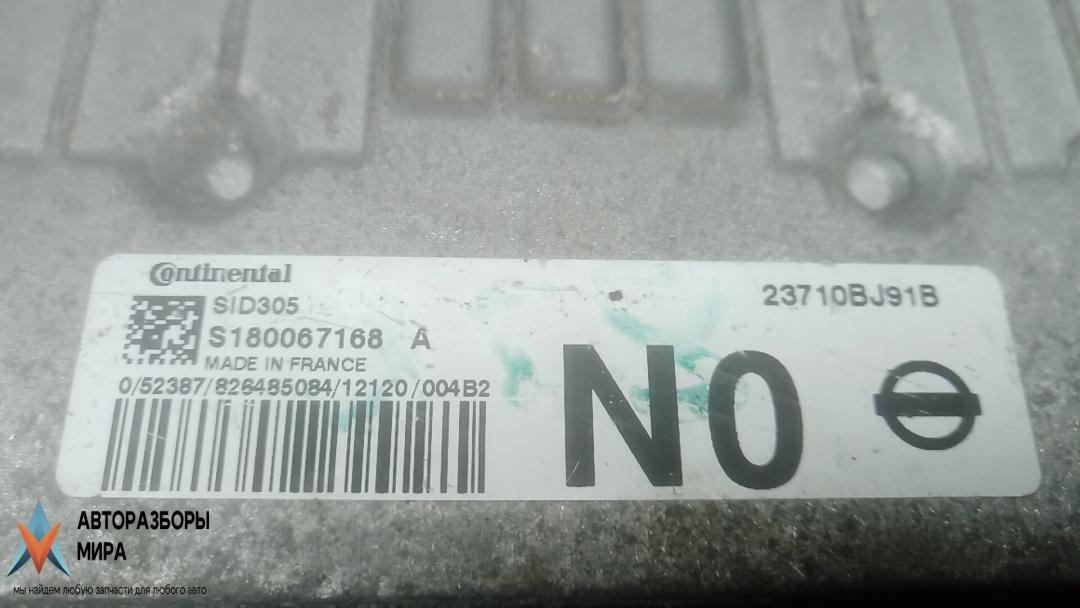 Continental
SID305
S180067168 A
MADE IN FRANCE
0/52387/826485084/12120/004B2
23710BJ91B
NO
АВТОРАЗБОРЫ
МИРА
мы найдем любую запчасти для любого авто